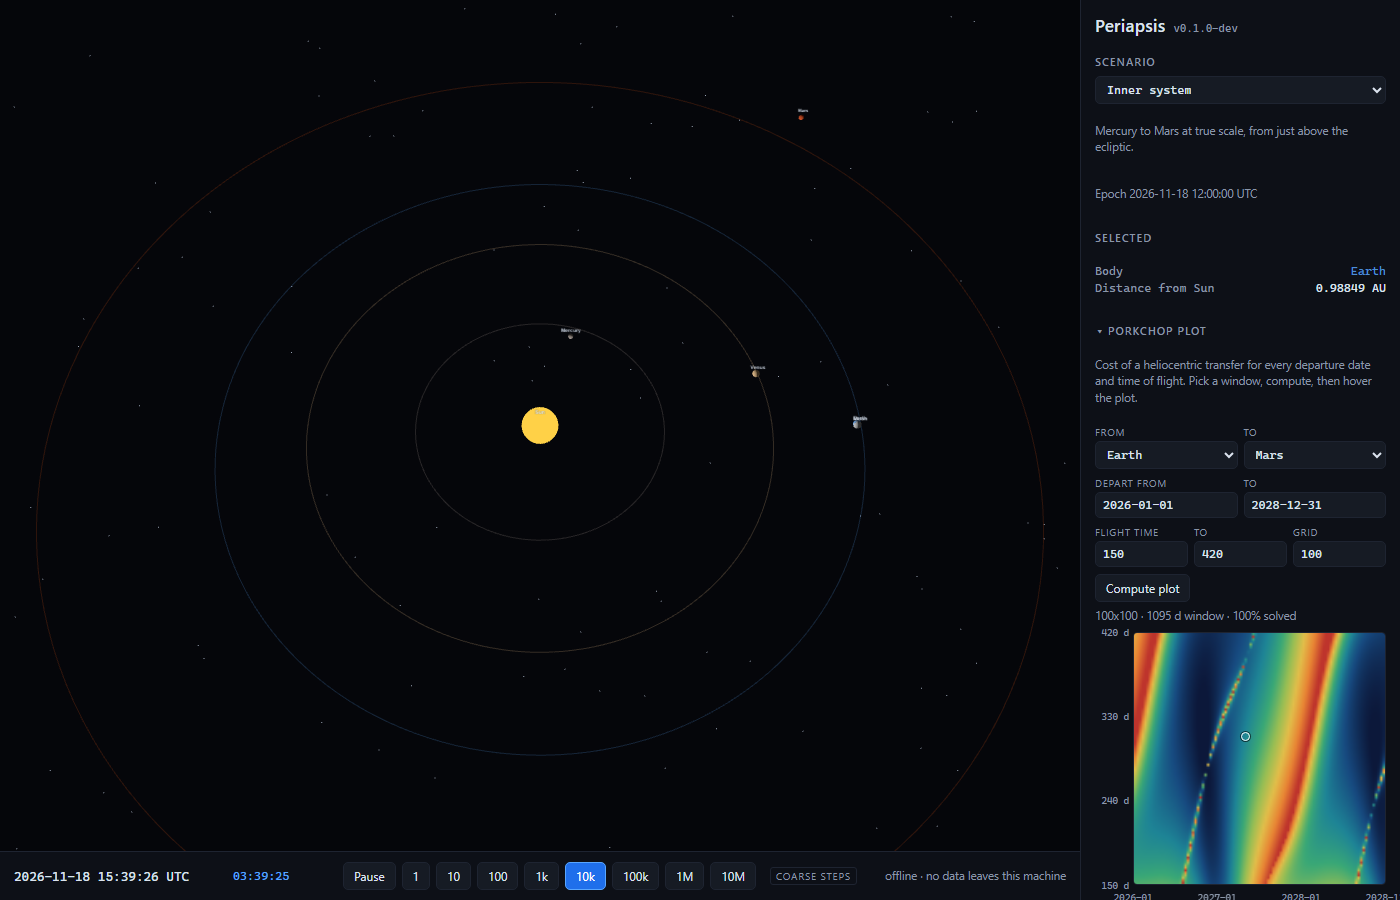 Mars
Mercury
Venus
2026-11-18 15:39:26 UTC
03:39:25
Pause
1
10
100
1k
10k
100k
1M
10M
COARSE STEPS
offline · no data leaves this machine
Periapsis v0.1.0-dev
SCENARIO
Inner system
Mercury to Mars at true scale, from just above the
ecliptic.
Epoch 2026-11-18 12:00:00 UTC
SELECTED
Body Earth
Distance from Sun 0.98849 AU
▾ PORKCHOP PLOT
Cost of a heliocentric transfer for every departure date
and time of flight. Pick a window, compute, then hover
the plot.
FROM TO
Earth Mars
DEPART FROM TO
2026-01-01 2028-12-31
FLIGHT TIME TO GRID
150 420 100
Compute plot
100x100 · 1095 d window · 100% solved
420 d
330 d
240 d
150 d
2026-01 2027-01 2028-01 2028-1